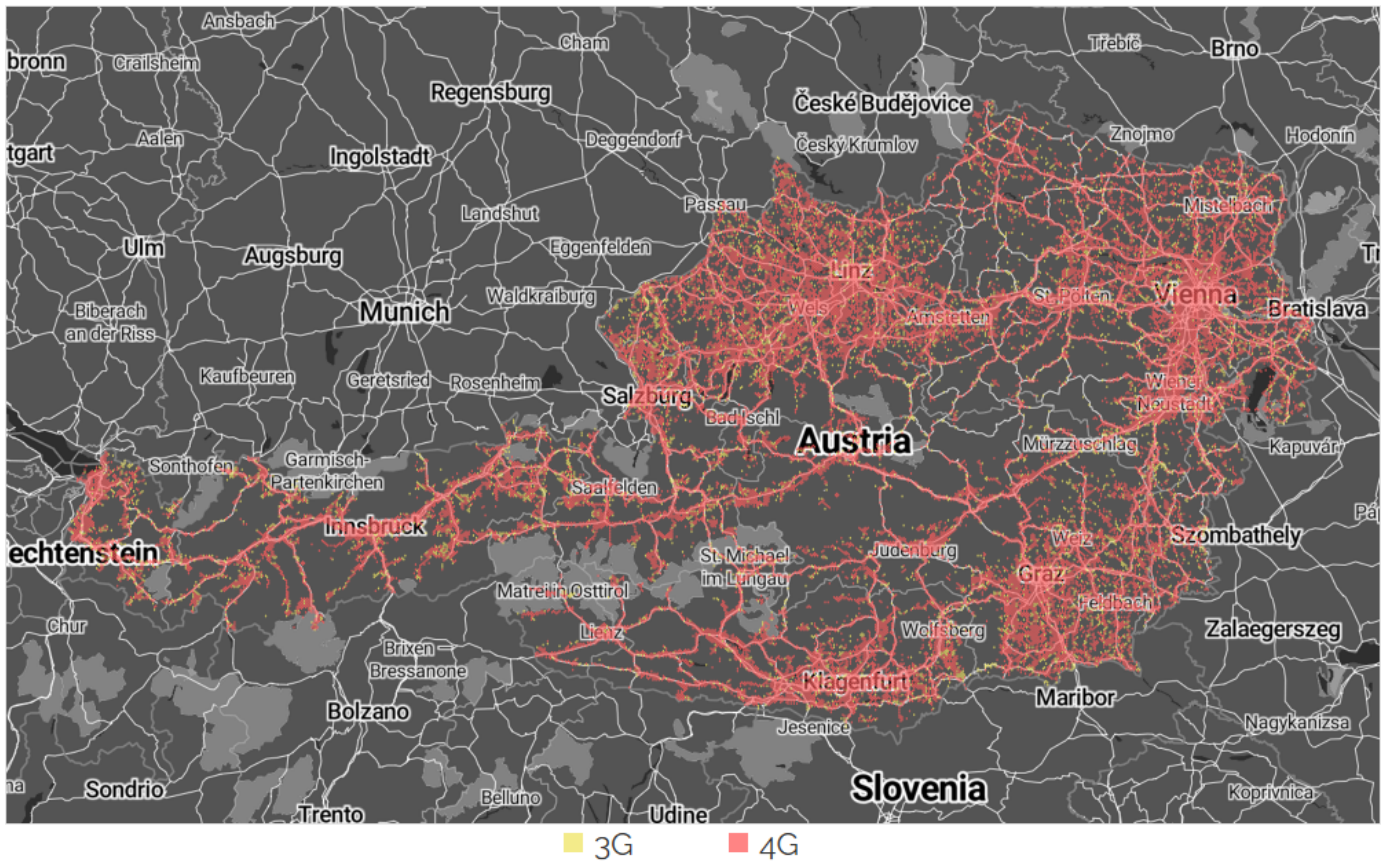 Ansbach
Cham
Třebíč
Brno
bronn
Crailsheim
Regensburg
České Budějovice
Aalen
Deggendorf
Český Krumlov
Znojmo
Hodonín
tgart
Ingolstadt
Landshut
Passau
Mistelbach
Ulm
Augsburg
Eggenfelden
Linz
Tr
Biberach
an der Riss
Munich
Waldkraiburg
Wels
Amstetten
St. Pölten
Vienna
Bratislava
Kaufbeuren
Geretsried
Rosenheim
Salzburg
Bad Ischl
Wiener
Neustadt
Austria
Mürzzuschlag
Kapuvár
Sonthofen
Garmisch-
Partenkirchen
Saalfelden
Innsbruck
Pá
echtenstein
St. Michael
im Lungau
Judenburg
Weiz
Szombathely
Matrei in Osttirol
Graz
Feldbach
Chur
Lienz
Wolfsberg
Zalaegerszeg
Brixen —
Bressanone
Klagenfurt
Maribor
Bolzano
Jesenice
Nagykanizsa
na
Sondrio
Belluno
Slovenia
Koprivnica
Trento
Udine
3G
4G